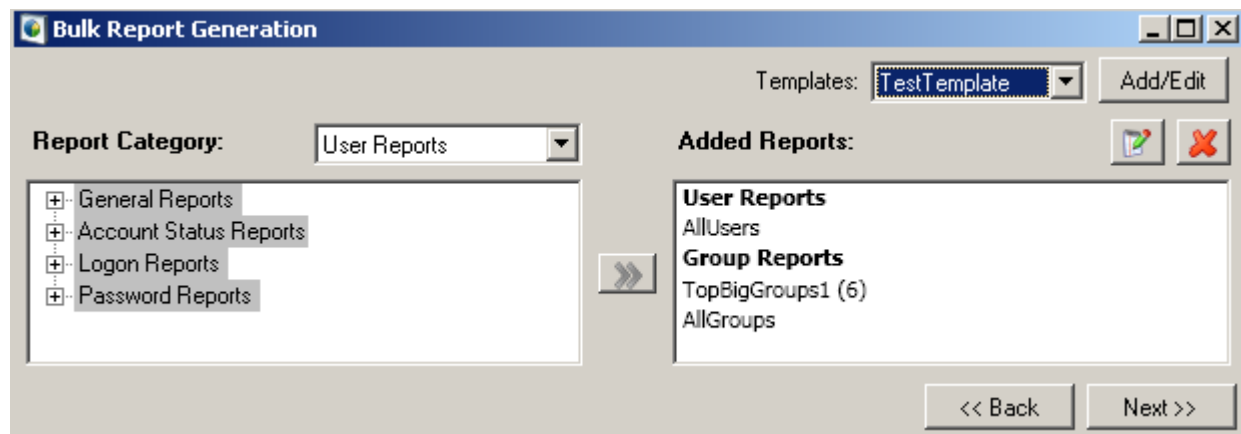 Bulk Report Generation
Templates: TestTemplate Add/Edit
Report Category: User Reports
Added Reports:
General Reports
Account Status Reports
Logon Reports
Password Reports
User Reports
AllUsers
Group Reports
TopBigGroups1 (6)
AllGroups
<< Back Next >>